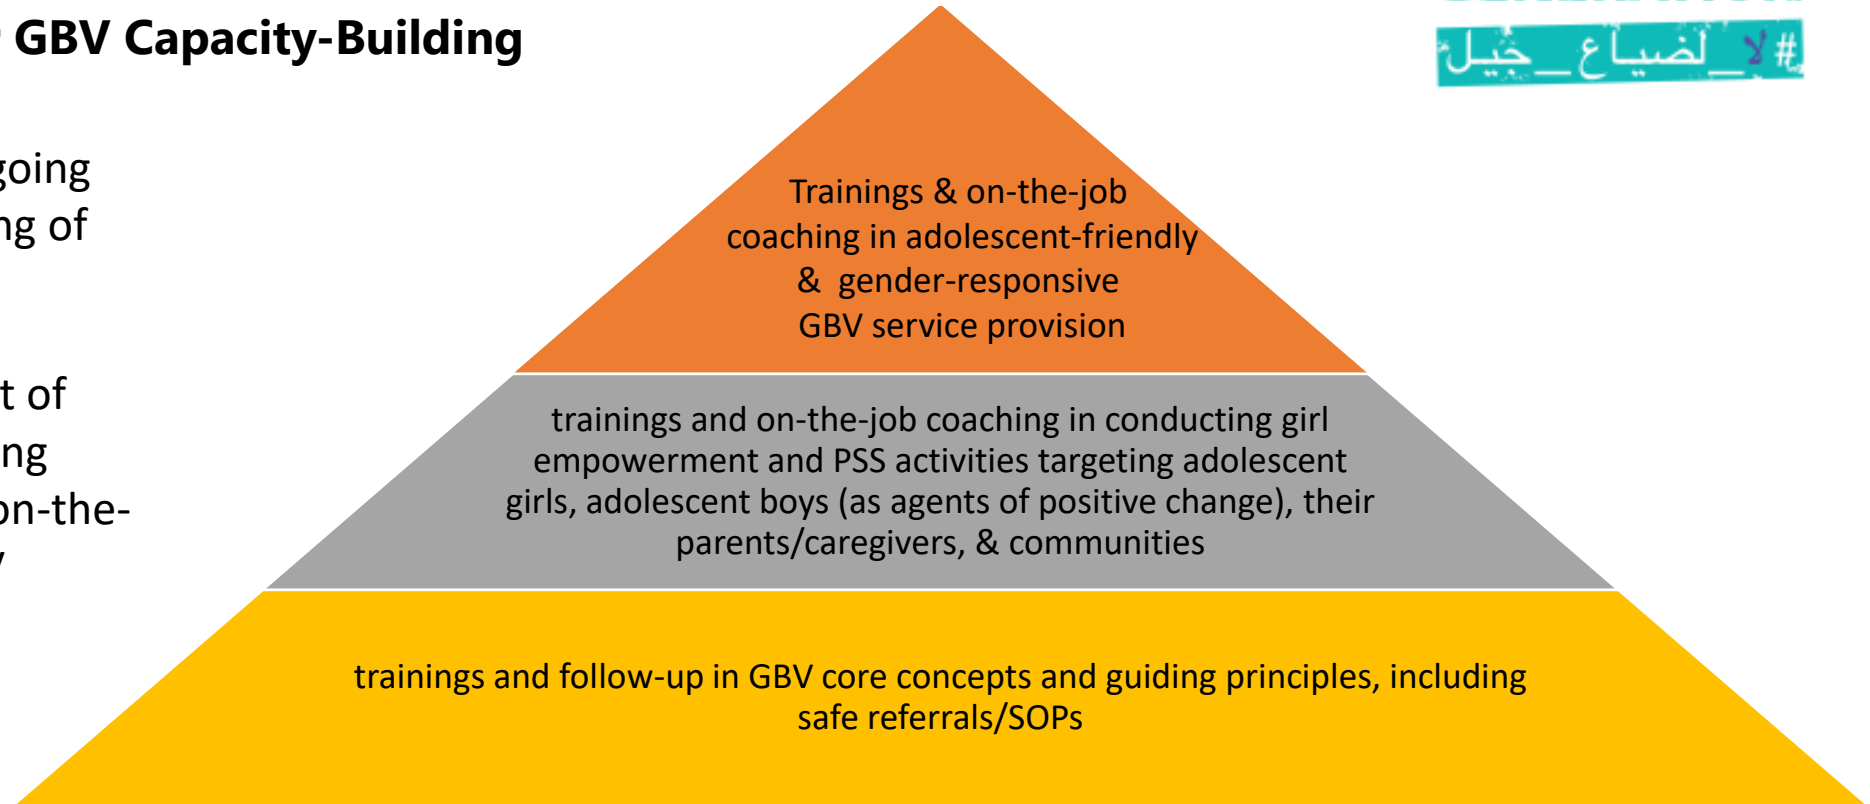 GBV Capacity-Building
#لا_لضياع_جيل
going
ng of
t of
ng
on-the-
Trainings & on-the-job
coaching in adolescent-friendly
& gender-responsive
GBV service provision
trainings and on-the-job coaching in conducting girl
empowerment and PSS activities targeting adolescent
girls, adolescent boys (as agents of positive change), their
parents/caregivers, & communities
trainings and follow-up in GBV core concepts and guiding principles, including
safe referrals/SOPs